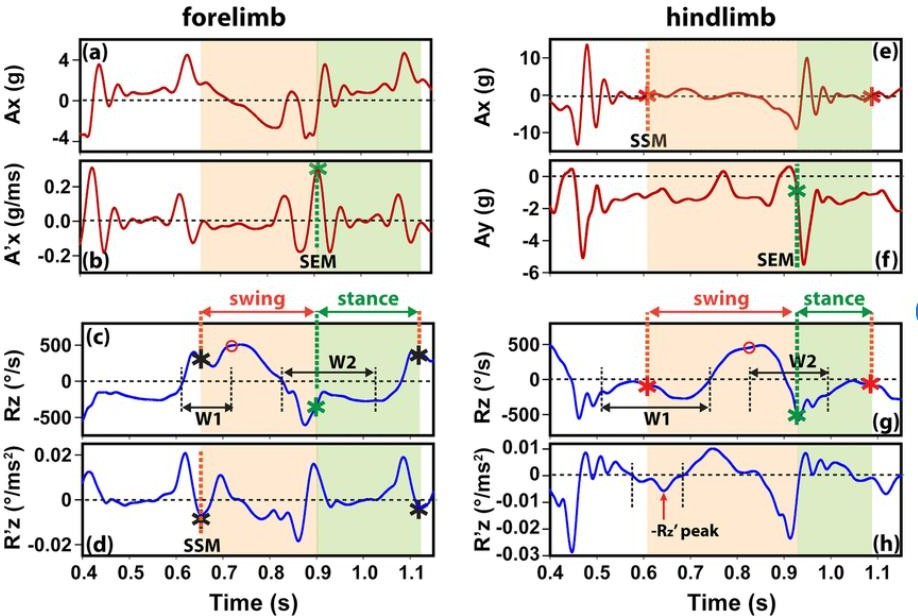 forelimb
hindlimb
(a)
Ax (g)
4
0
-4
(b)
A'x (g/ms)
0.2
0.0
-0.2
SEM
swing
stance
(c)
Rz (°/s)
500
0
-500
W1
W2
(d)
R'z (°/ms²)
0.02
0
-0.02
SSM
0.4 0.5 0.6 0.7 0.8 0.9 1.0 1.1
Time (s)
(e)
Ax (g)
10
0
-10
SSM
(f)
Ay (g)
0
-2
-4
-6
SEM
swing
stance
(g)
Rz (°/s)
500
0
-500
W1
W2
(h)
R'z (°/ms²)
0.01
0
-0.01
-0.02
-0.03
-Rz' peak
0.4 0.5 0.6 0.7 0.8 0.9 1.0 1.1
Time (s)